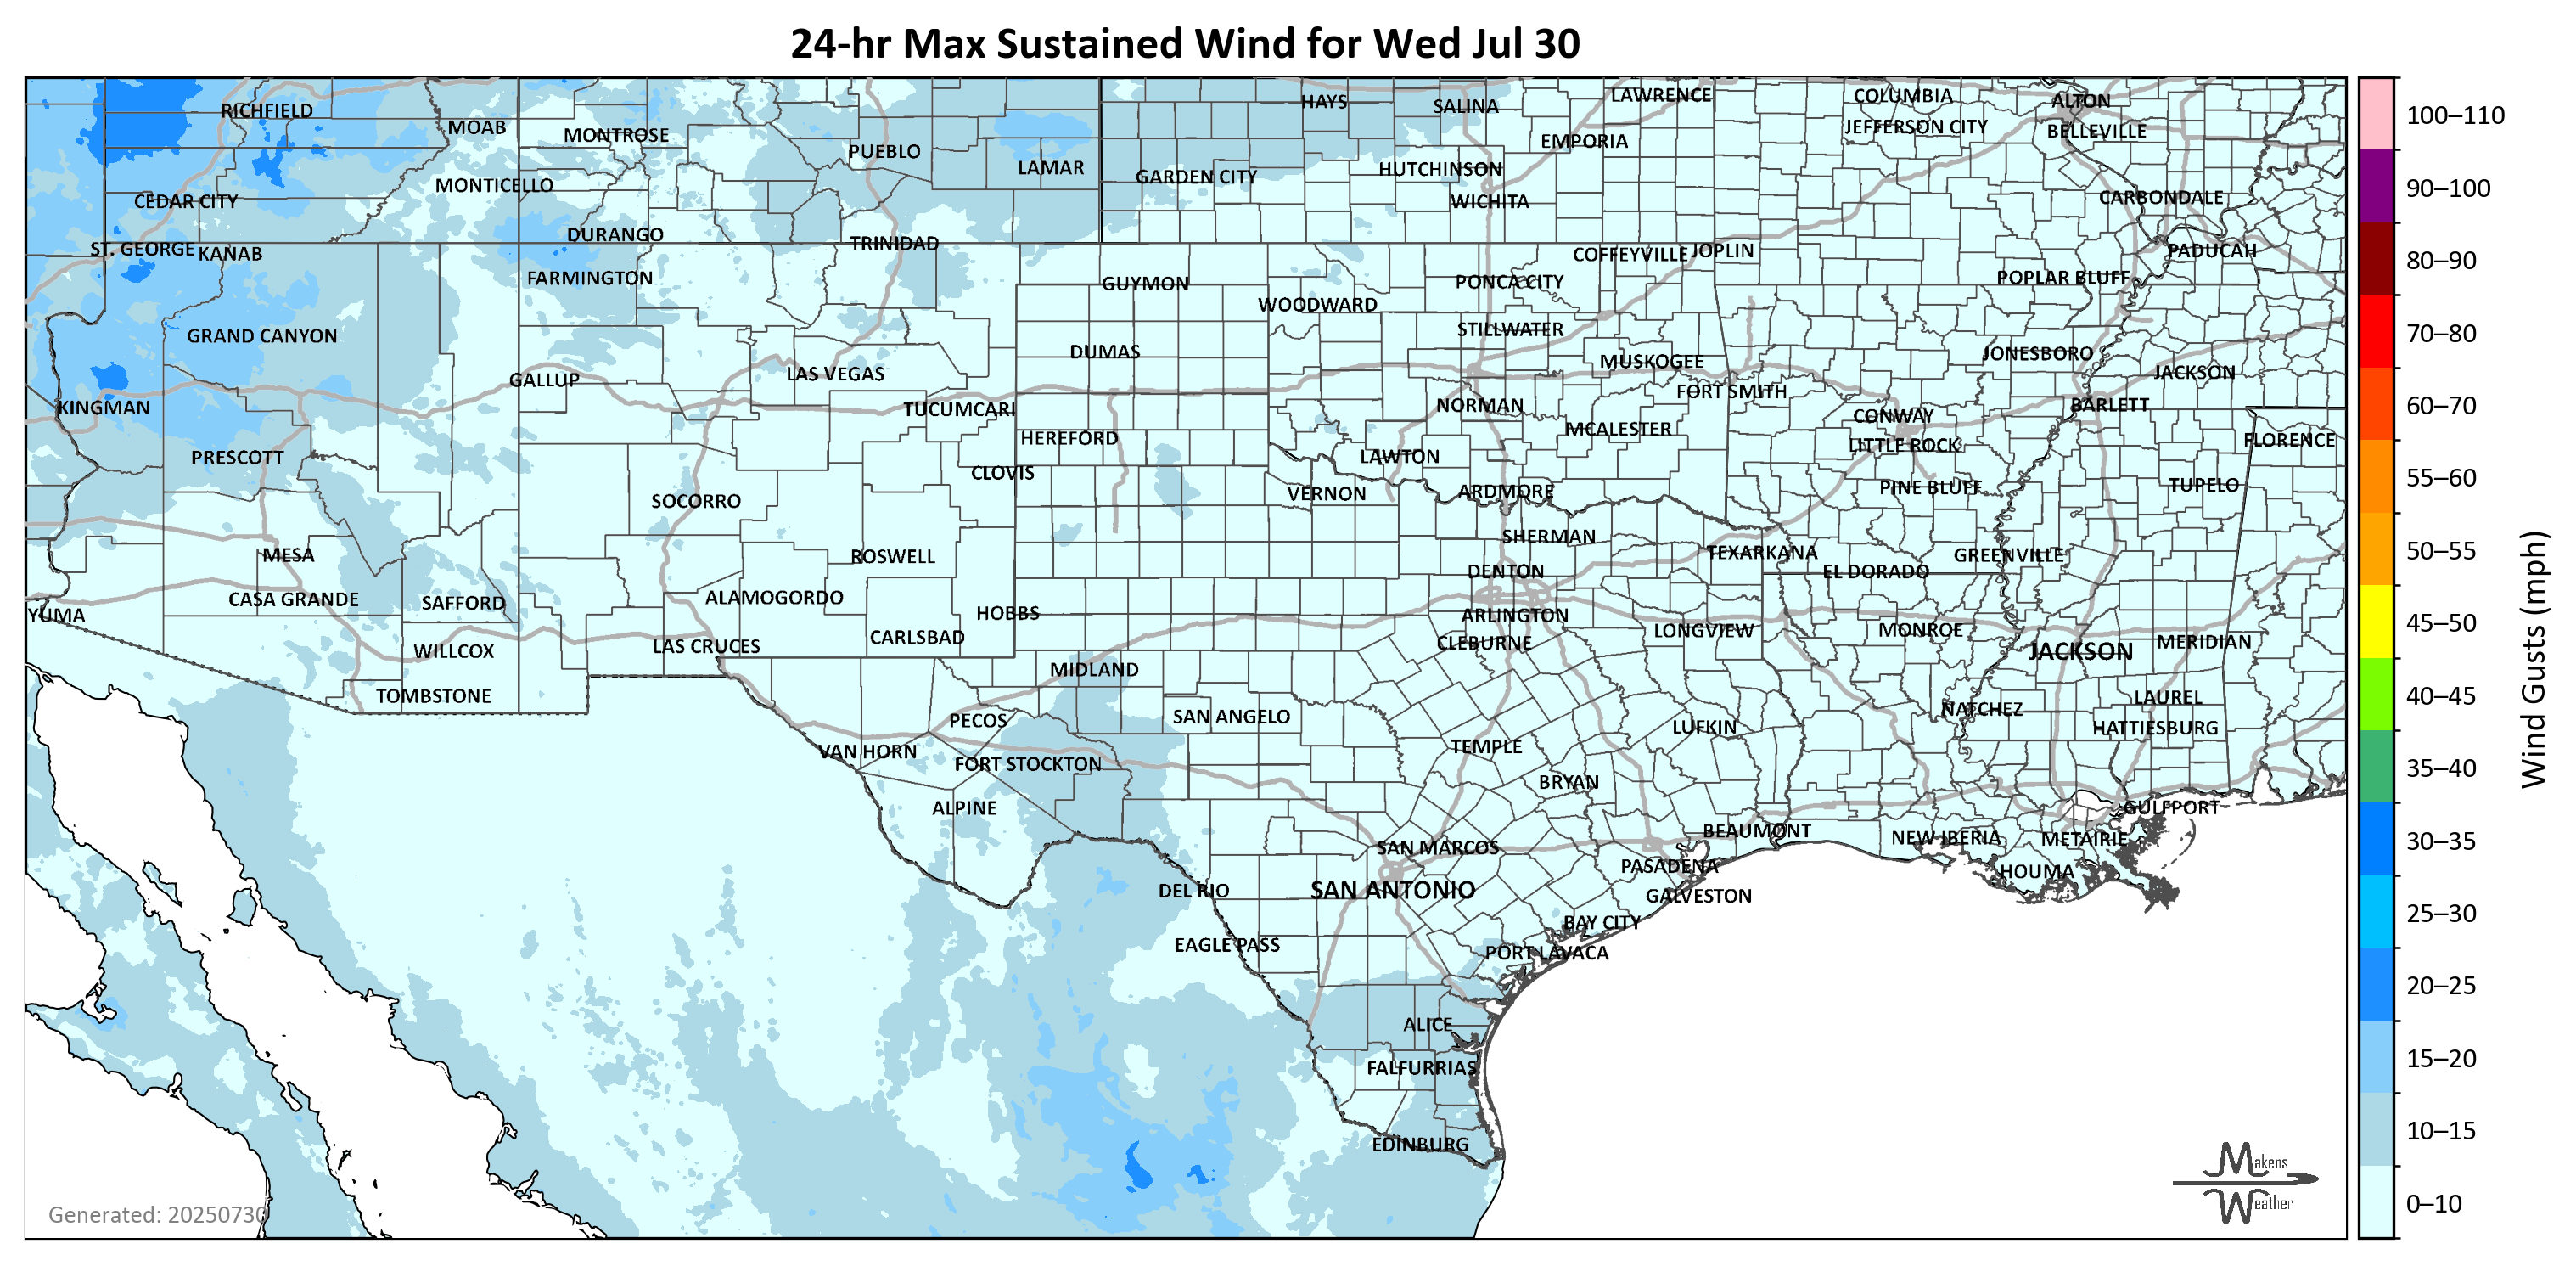 24-hr Max Sustained Wind for Wed Jul 30
RICHFIELD
MOAB
MONTROSE
PUEBLO
LAMAR
HAYS
SALINA
LAWRENCE
COLUMBIA
ALTON
EMPORIA
JEFFERSON CITY
BELLEVILLE
MONTICELLO
GARDEN CITY
HUTCHINSON
CEDAR CITY
WICHITA
CARBONDALE
ST. GEORGE
KANAB
DURANGO
TRINIDAD
COFFEYVILLE
JOPLIN
PADUCAH
FARMINGTON
GUYMON
PONCA CITY
POPLAR BLUFF
WOODWARD
GRAND CANYON
STILLWATER
DUMAS
MUSKOGEE
JONESBORO
GALLUP
LAS VEGAS
FORT SMITH
JACKSON
KINGMAN
TUCUMCARI
NORMAN
CONWAY
BARLETT
HEREFORD
MCALESTER
LITTLE ROCK
FLORENCE
PRESCOTT
CLOVIS
LAWTON
SOCORRO
VERNON
ARDMORE
PINE BLUFF
TUPELO
MESA
ROSWELL
SHERMAN
TEXARKANA
GREENVILLE
DENTON
EL DORADO
YUMA
CASA GRANDE
SAFFORD
ALAMOGORDO
HOBBS
ARLINGTON
WILLCOX
LAS CRUCES
CARLSBAD
CLEBURNE
LONGVIEW
MONROE
JACKSON
MERIDIAN
TOMBSTONE
MIDLAND
PECOS
SAN ANGELO
LUFKIN
NATCHEZ
LAUREL
HATTIESBURG
VAN HORN
FORT STOCKTON
TEMPLE
BRYAN
ALPINE
GULFPORT
SAN MARCOS
BEAUMONT
NEW IBERIA
METAIRIE
PASADENA
HOUMA
DEL RIO
SAN ANTONIO
GALVESTON
EAGLE PASS
BAY CITY
PORT LAVACA
ALICE
FALFURRIAS
EDINBURG
Generated: 20250730
Makens
Weather
100–110
90–100
80–90
70–80
60–70
55–60
50–55
45–50
40–45
35–40
30–35
25–30
20–25
15–20
10–15
0–10
Wind Gusts (mph)